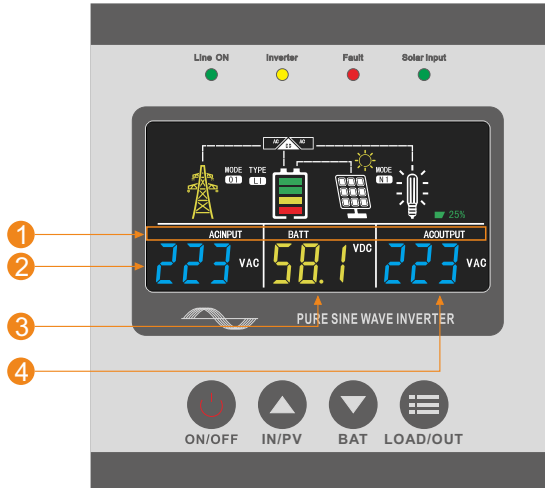 Line ON Inverter Fault Solar Input
AC AC
MODE TYPE MODE
01 LI N1
25%
1 ACINPUT BATT ACOUTPUT
2 223 VAC 58.1 VDC 223 VAC
3 PURE SINE WAVE INVERTER
4
ON/OFF IN/PV BAT LOAD/OUT